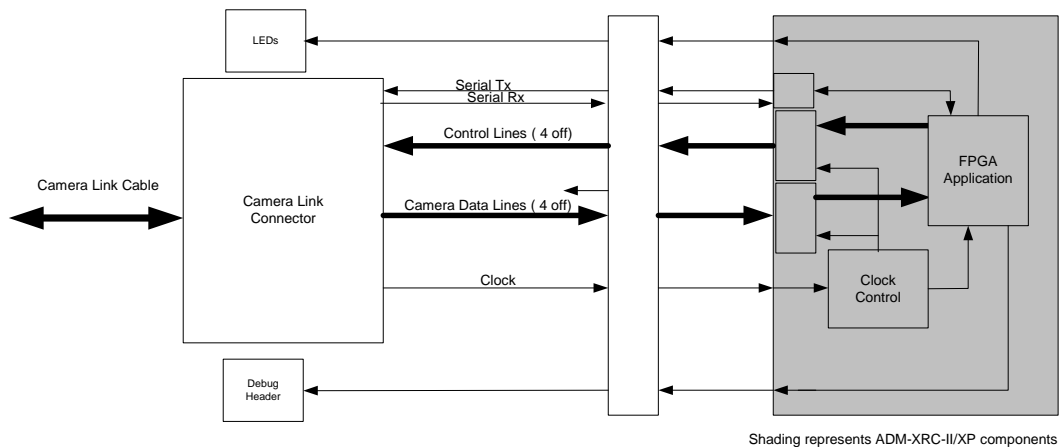 LEDs
Serial Tx
Serial Rx
Control Lines ( 4 off)
FPGA
Application
Camera Link Cable
Camera Link
Connector
Camera Data Lines ( 4 off)
Clock
Clock
Control
Debug
Header
Shading represents ADM-XRC-II/XP components